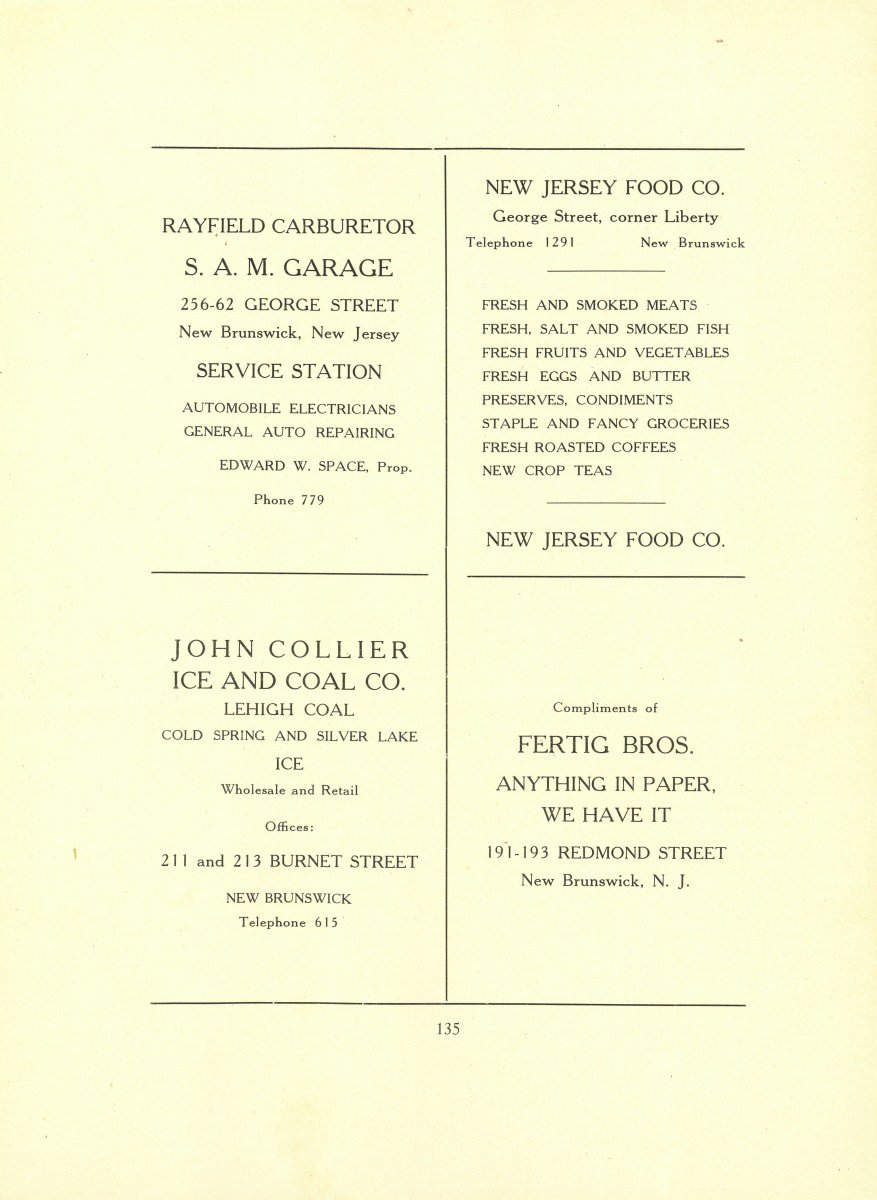 RAYFIELD CARBURETOR
S. A. M. GARAGE
256-62 GEORGE STREET
New Brunswick, New Jersey
SERVICE STATION
AUTOMOBILE ELECTRICIANS
GENERAL AUTO REPAIRING
EDWARD W. SPACE, Prop.
Phone 779
NEW JERSEY FOOD CO.
George Street, corner Liberty
Telephone 1291 New Brunswick
FRESH AND SMOKED MEATS
FRESH, SALT AND SMOKED FISH
FRESH FRUITS AND VEGETABLES
FRESH EGGS AND BUTTER
PRESERVES, CONDIMENTS
STAPLE AND FANCY GROCERIES
FRESH ROASTED COFFEES
NEW CROP TEAS
NEW JERSEY FOOD CO.
JOHN COLLIER
ICE AND COAL CO.
LEHIGH COAL
COLD SPRING AND SILVER LAKE
ICE
Wholesale and Retail
Offices:
211 and 213 BURNET STREET
NEW BRUNSWICK
Telephone 615
Compliments of
FERTIG BROS.
ANYTHING IN PAPER,
WE HAVE IT
191-193 REDMOND STREET
New Brunswick, N. J.
135